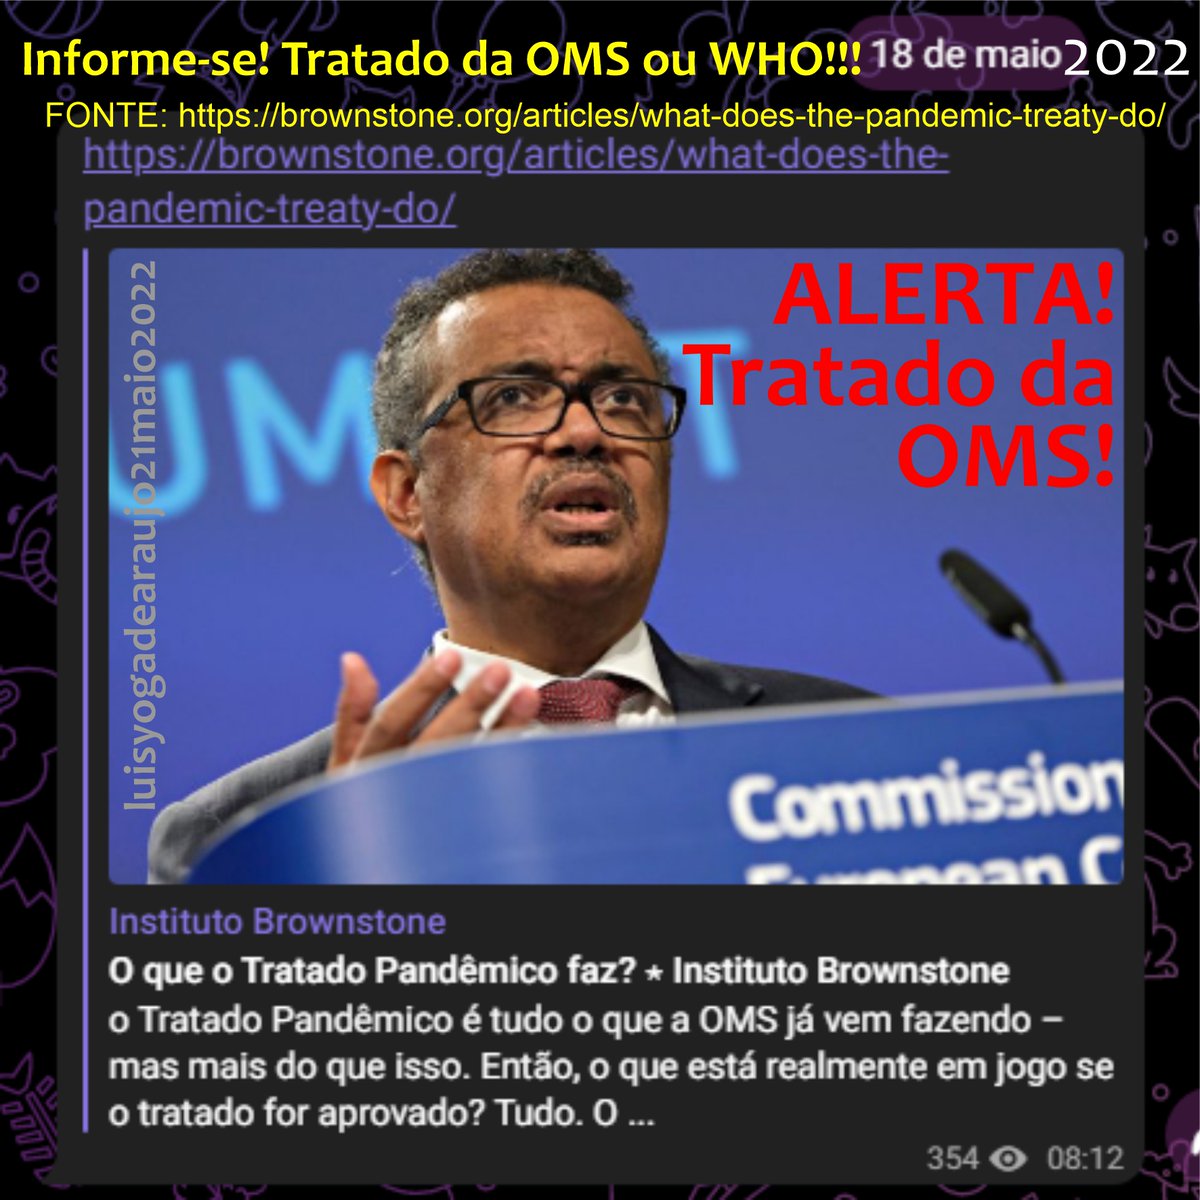 Informe-se! Tratado da OMS ou WHO!!! 18 de maio2022
FONTE: https://brownstone.org/articles/what-does-the-pandemic-treaty-do/
https://brownstone.org/articles/what-does-the-
pandemic-treaty-do/
luisyogadearaujo21maio2022
ALERTA!
Tratado da
OMS!
UMIT
Commission
European C
Instituto Brownstone
O que o Tratado Pandêmico faz? ⋆ Instituto Brownstone
o Tratado Pandêmico é tudo o que a OMS já vem fazendo –
mas mais do que isso. Então, o que está realmente em jogo se
o tratado for aprovado? Tudo. O ...
354 08:12